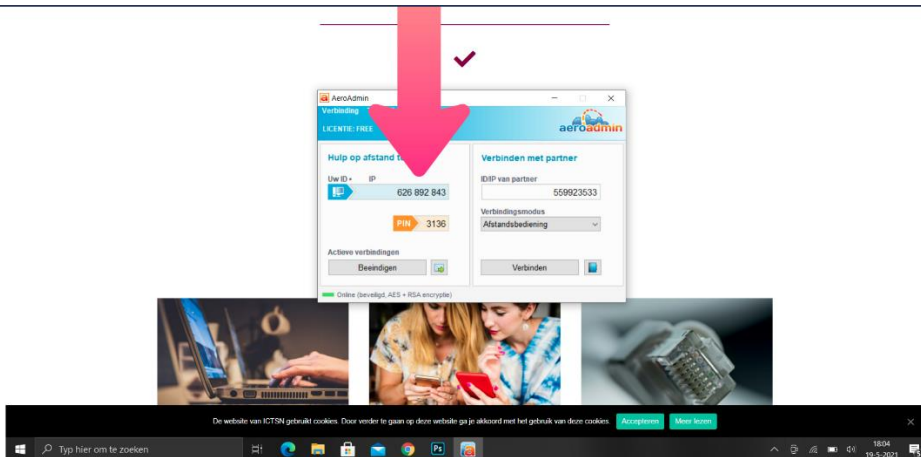 AeroAdmin
Verbinding
LICENTIE: FREE
aeroadmin
Hulp op afstand
Uw ID
IP
626 892 843
PIN 3136
Actieve verbindingen
Beeindigen
Online (beveiligd, AES + RSA encryptie)
Verbinden met partner
ID/IP van partner
559923533
Verbindingsmodus
Afstandsbediening
Verbinden
De website van ICTSN gebruikt cookies. Door verder te gaan op deze website ga je akkoord met het gebruik van deze cookies.
Accepteren
Meer lezen
Typ hier om te zoeken
Ps
18:04
19-5-2021